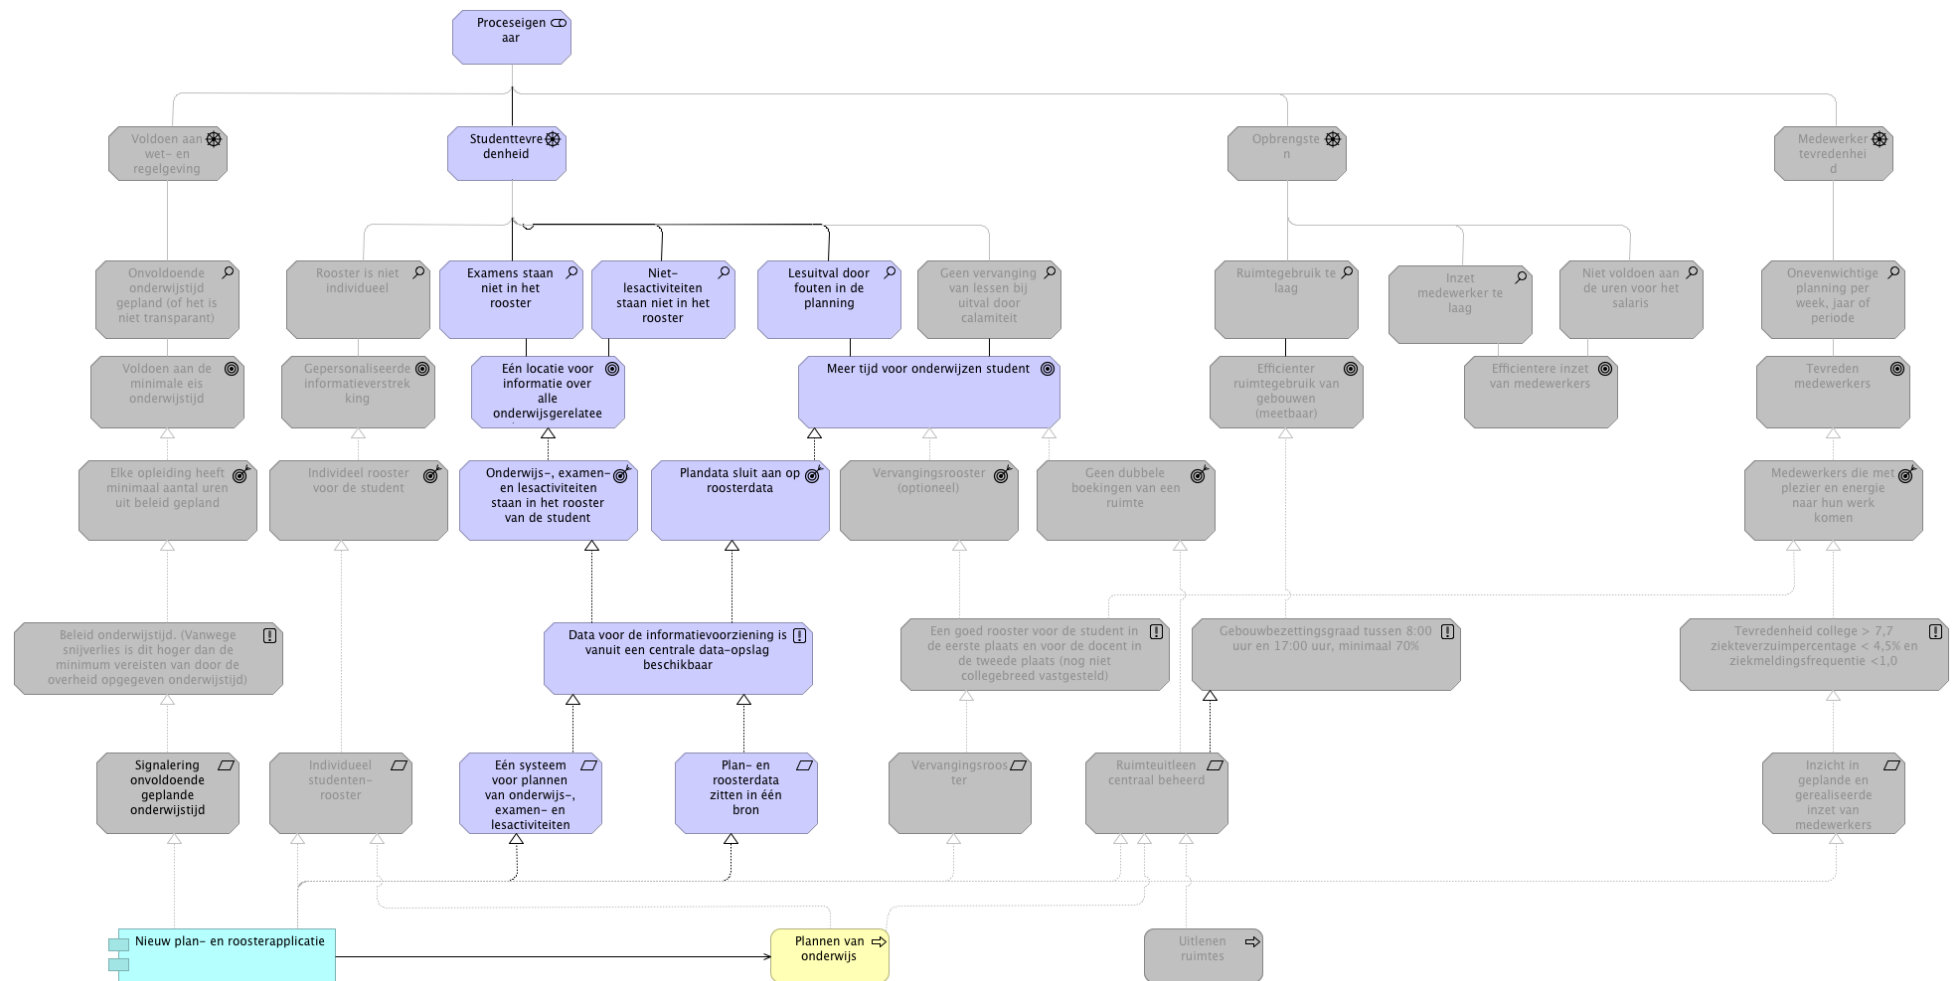 Proceseigen
aar
Voldoen aan
wet- en
regelgeving
Studenttevre
denheid
Opbrengste
n
Medewerker
tevredenhei
d
Onvoldoende
onderwijstijd
gepland (of het is
niet transparant)
Rooster is niet
individueel
Examens staan
niet in het
rooster
Niet-
lesactiviteiten
staan niet in het
rooster
Lesuitval door
fouten in de
planning
Geen vervanging
van lessen bij
uitval door
calamiteit
Ruimtegebruik te
laag
Inzet
medewerker te
laag
Niet voldoen aan
de uren voor het
salaris
Onevenwichtige
planning per
week, jaar of
periode
Voldoen aan de
minimale eis
onderwijstijd
Gepersonaliseerde
informatieverstrek
king
Eén locatie voor
informatie over
alle
onderwijsgerelatee
Meer tijd voor onderwijzen student
Efficienter
ruimtegebruik van
gebouwen
(meetbaar)
Efficientere inzet
van medewerkers
Tevreden
medewerkers
Elke opleiding heeft
minimaal aantal uren
uit beleid gepland
Individeel rooster
voor de student
Onderwijs-, examen-
en lesactiviteiten
staan in het rooster
van de student
Plandata sluit aan op
roosterdata
Vervangingsrooster
(optioneel)
Geen dubbele
boekingen van een
ruimte
Medewerkers die met
plezier en energie
naar hun werk
komen
Beleid onderwijstijd. (Vanwege
snijverlies is dit hoger dan de
minimum vereisten van door de
overheid opgegeven onderwijstijd)
Data voor de informatievoorziening is
vanuit een centrale data-opslag
beschikbaar
Een goed rooster voor de student in
de eerste plaats en voor de docent in
de tweede plaats (nog niet
collegebreed vastgesteld)
Gebouwbezettingsgraad tussen 8:00
uur en 17:00 uur, minimaal 70%
Tevredenheid college > 7,7
ziekteverzuimpercentage < 4,5% en
ziekmeldingsfrequentie <1,0
Signalering
onvoldoende
geplande
onderwijstijd
Individueel
studenten-
rooster
Eén systeem
voor plannen
van onderwijs-,
examen- en
lesactiviteiten
Plan- en
roosterdata
zitten in één
bron
Vervangingsroos
ter
Ruimteuitleen
centraal beheerd
Inzicht in
geplande en
gerealiseerde
inzet van
medewerkers
Nieuw plan- en roosterapplicatie
Plannen van
onderwijs
Uitlenen
ruimtes